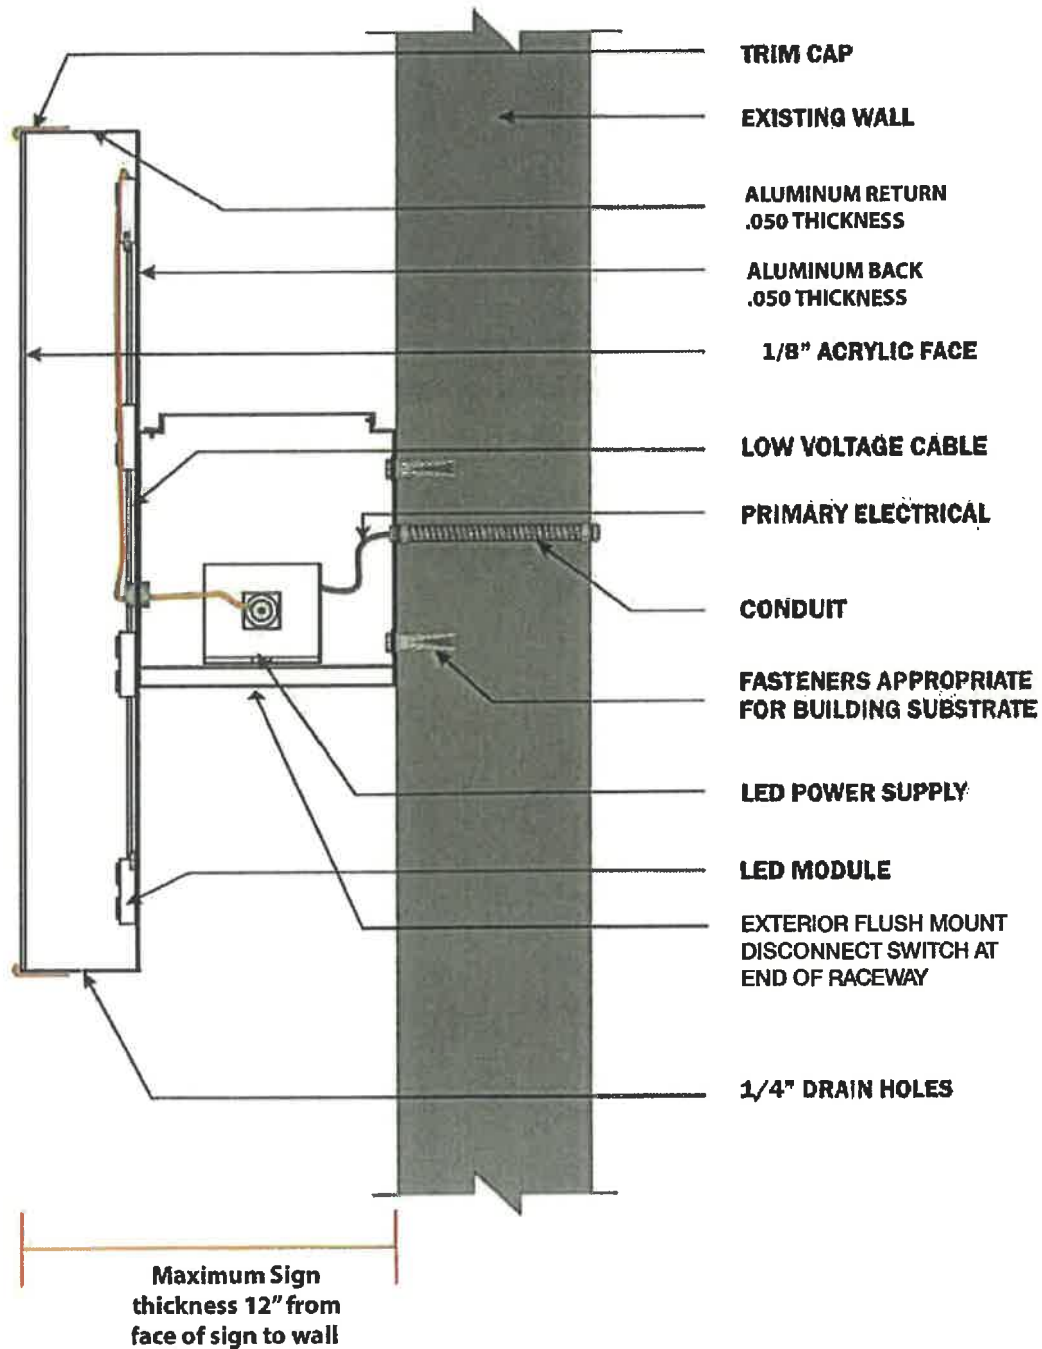 TRIM CAP
EXISTING WALL
ALUMINUM RETURN
.050 THICKNESS
ALUMINUM BACK
.050 THICKNESS
1/8" ACRYLIC FACE
LOW VOLTAGE CABLE
PRIMARY ELECTRICAL
CONDUIT
FASTENERS APPROPRIATE
FOR BUILDING SUBSTRATE
LED POWER SUPPLY
LED MODULE
EXTERIOR FLUSH MOUNT
DISCONNECT SWITCH AT
END OF RACEWAY
1/4" DRAIN HOLES
Maximum Sign
thickness 12" from
face of sign to wall